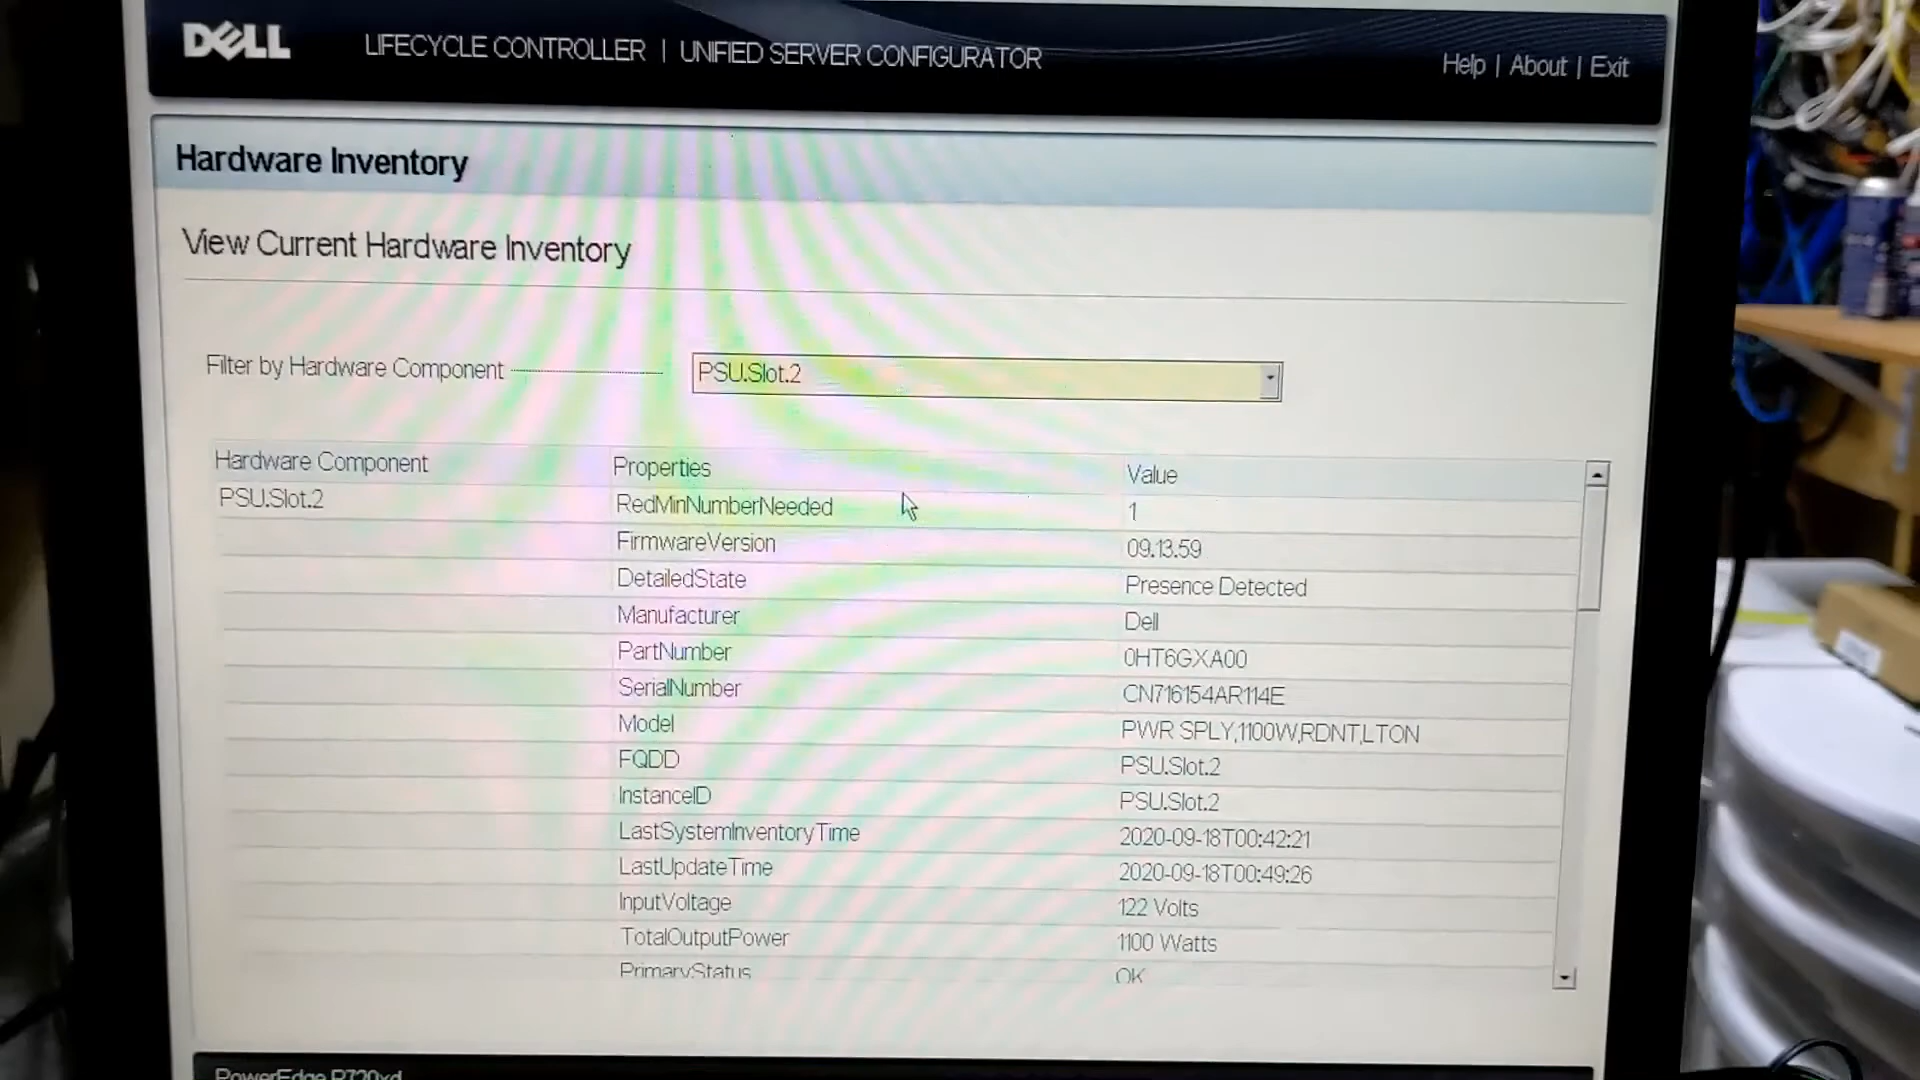 DELL LIFECYCLE CONTROLLER | UNIFIED SERVER CONFIGURATOR
Help | About | Exit
Hardware Inventory
View Current Hardware Inventory
Filter by Hardware Component PSU.Slot.2
Hardware Component Properties Value
PSU.Slot.2 RedMinNumberNeeded 1
FirmwareVersion 09.13.59
DetailedState Presence Detected
Manufacturer Dell
PartNumber 0HT6GXA00
SerialNumber CN716154AR114E
Model PWR SPLY,1100W,RDNT,LTON
FQDD PSU.Slot.2
InstanceID PSU.Slot.2
LastSystemInventoryTime 2020-09-18T00:42:21
LastUpdateTime 2020-09-18T00:49:26
InputVoltage 122 Volts
TotalOutputPower 1100 Watts
PrimaryStatus OK
PowerEdge R720xd